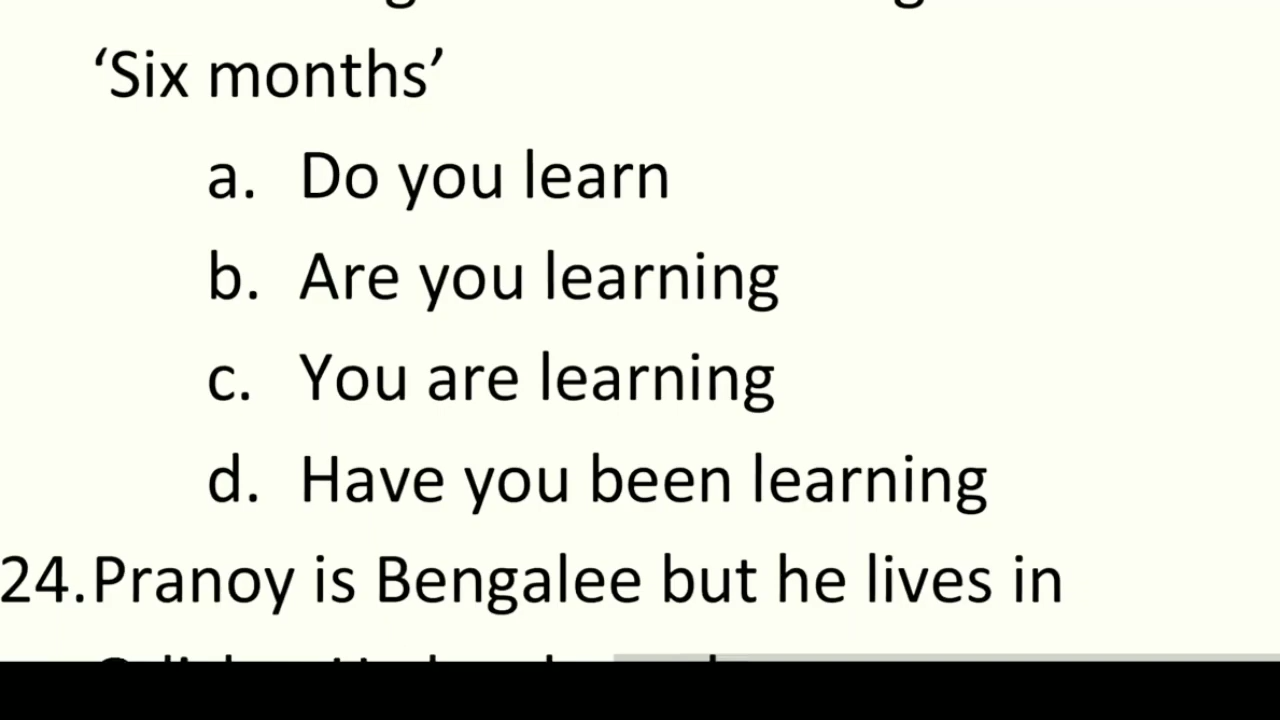 ‘Six months’
a. Do you learn
b. Are you learning
c. You are learning
d. Have you been learning
24. Pranoy is Bengalee but he lives in